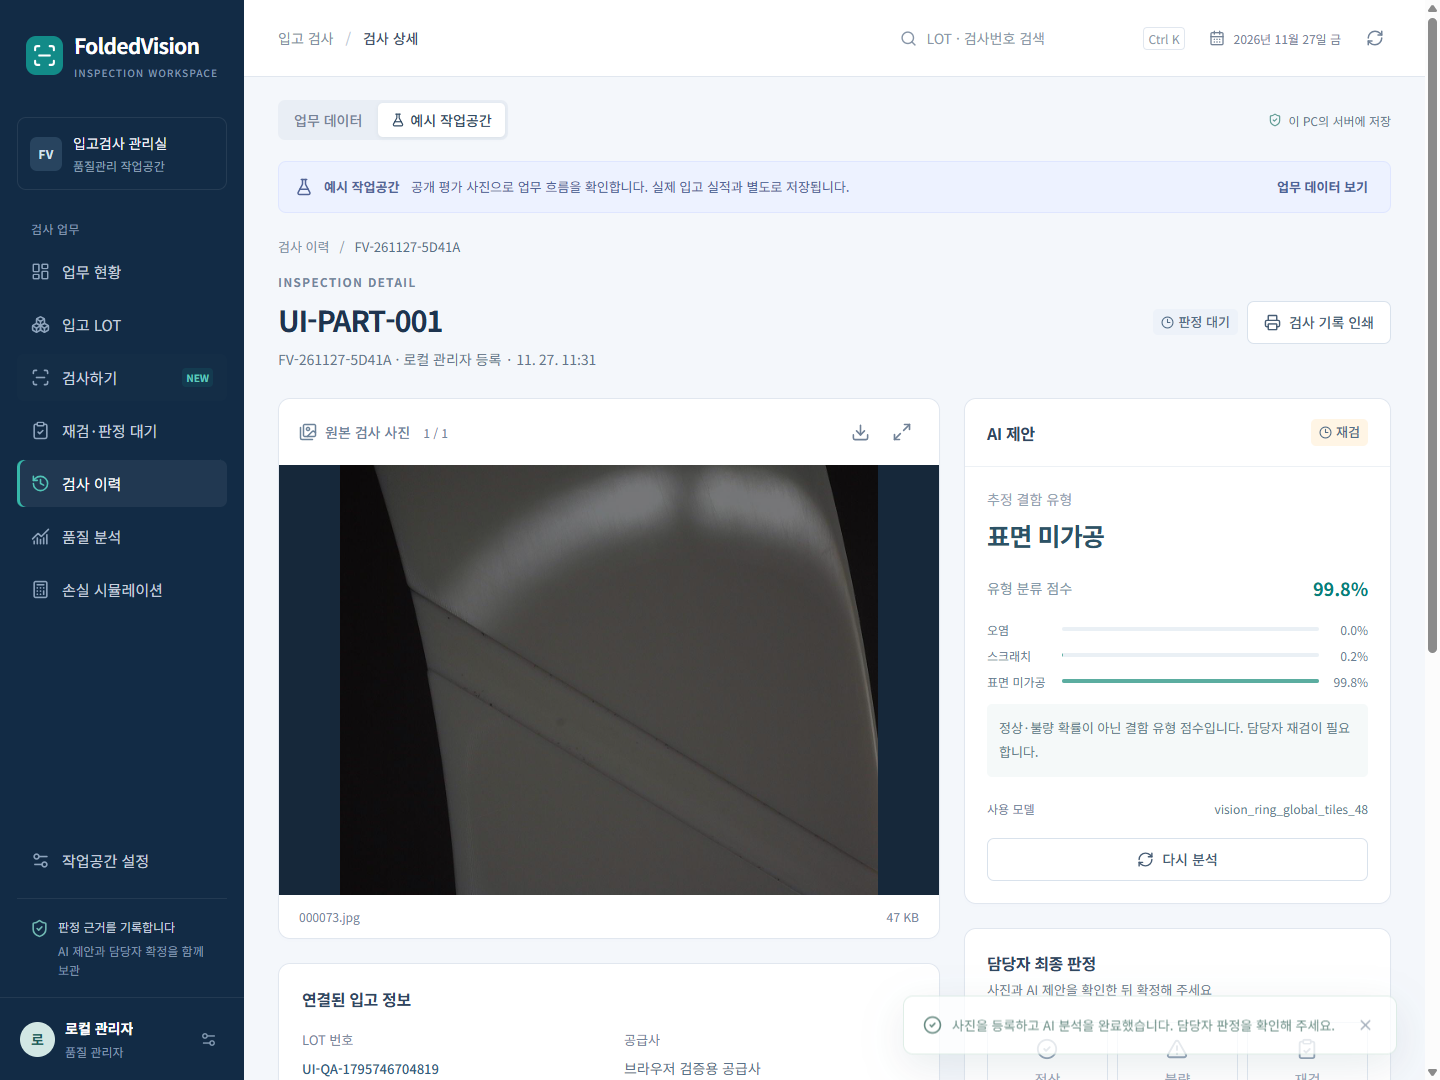 FoldedVision
INSPECTION WORKSPACE
FV
입고검사 관리실
품질관리 작업공간
검사 업무
업무 현황
입고 LOT
검사하기
NEW
재검·판정 대기
검사 이력
품질 분석
손실 시뮬레이션
작업공간 설정
판정 근거를 기록합니다
AI 제안과 담당자 확정을 함께
보관
로
로컬 관리자
품질 관리자
입고 검사 / 검사 상세
LOT · 검사번호 검색
Ctrl K
2026년 11월 27일 금
업무 데이터
예시 작업공간
이 PC의 서버에 저장
예시 작업공간 공개 평가 사진으로 업무 흐름을 확인합니다. 실제 입고 실적과 별도로 저장됩니다.
업무 데이터 보기
검사 이력 / FV-261127-5D41A
INSPECTION DETAIL
UI-PART-001
판정 대기
검사 기록 인쇄
FV-261127-5D41A · 로컬 관리자 등록 · 11. 27. 11:31
원본 검사 사진 1 / 1
000073.jpg
47 KB
연결된 입고 정보
LOT 번호
공급사
UI-QA-1795746704819
브라우저 검증용 공급사
AI 제안
재검
추정 결함 유형
표면 미가공
유형 분류 점수
99.8%
오염
0.0%
스크래치
0.2%
표면 미가공
99.8%
정상·불량 확률이 아닌 결함 유형 점수입니다. 담당자 재검이 필요
합니다.
사용 모델
vision_ring_global_tiles_48
다시 분석
담당자 최종 판정
사진과 AI 제안을 확인한 뒤 확정해 주세요
사진을 등록하고 AI 분석을 완료했습니다. 담당자 판정을 확인해 주세요.
정상
불량
재검